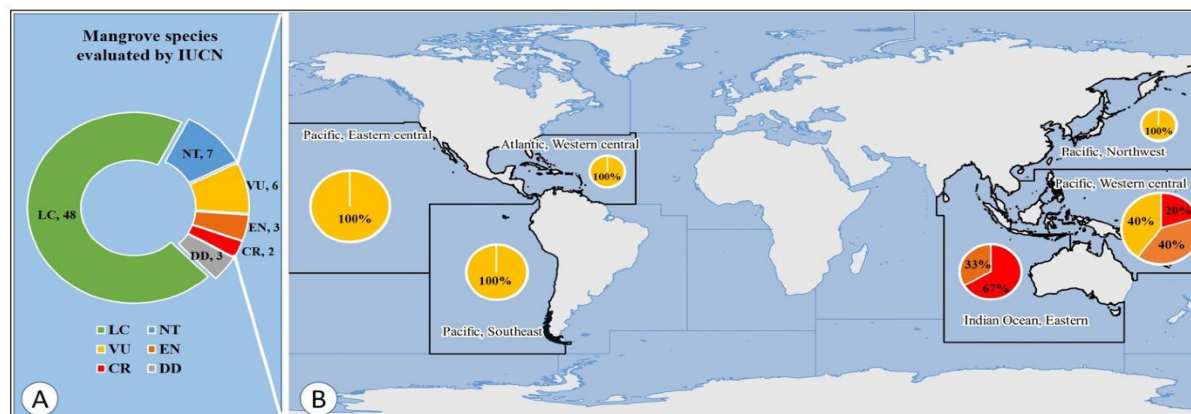 Mangrove species
evaluated by IUCN
NT, 7
VU, 6
LC, 48
EN, 3
CR, 2
DD, 3
LC
NT
VU
EN
CR
DD
A
Pacific, Eastern central
Atlantic, Western central
100%
100%
100%
Pacific, Southeast
100%
Pacific, Northwest
Pacific, Western central
20%
40%
40%
33%
67%
Indian Ocean, Eastern
B